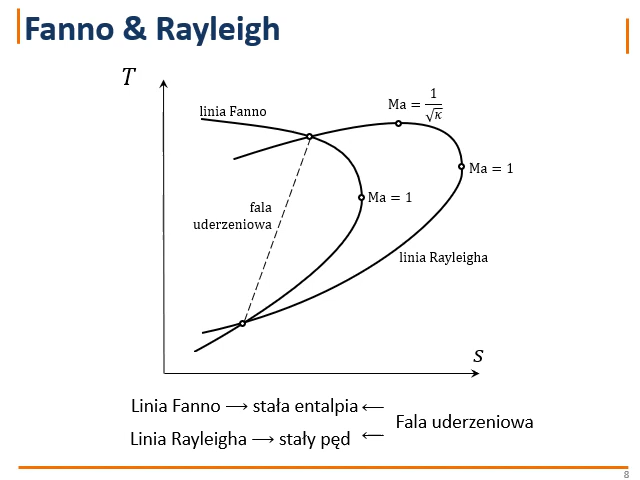 Fanno & Rayleigh
T
linia Fanno
Ma = 1/√κ
Ma = 1
fala
uderzeniowa
Ma = 1
linia Rayleigha
s
Linia Fanno ⟶ stała entalpia ⟵
Fala uderzeniowa
Linia Rayleigha ⟶ stały pęd ⟵
8